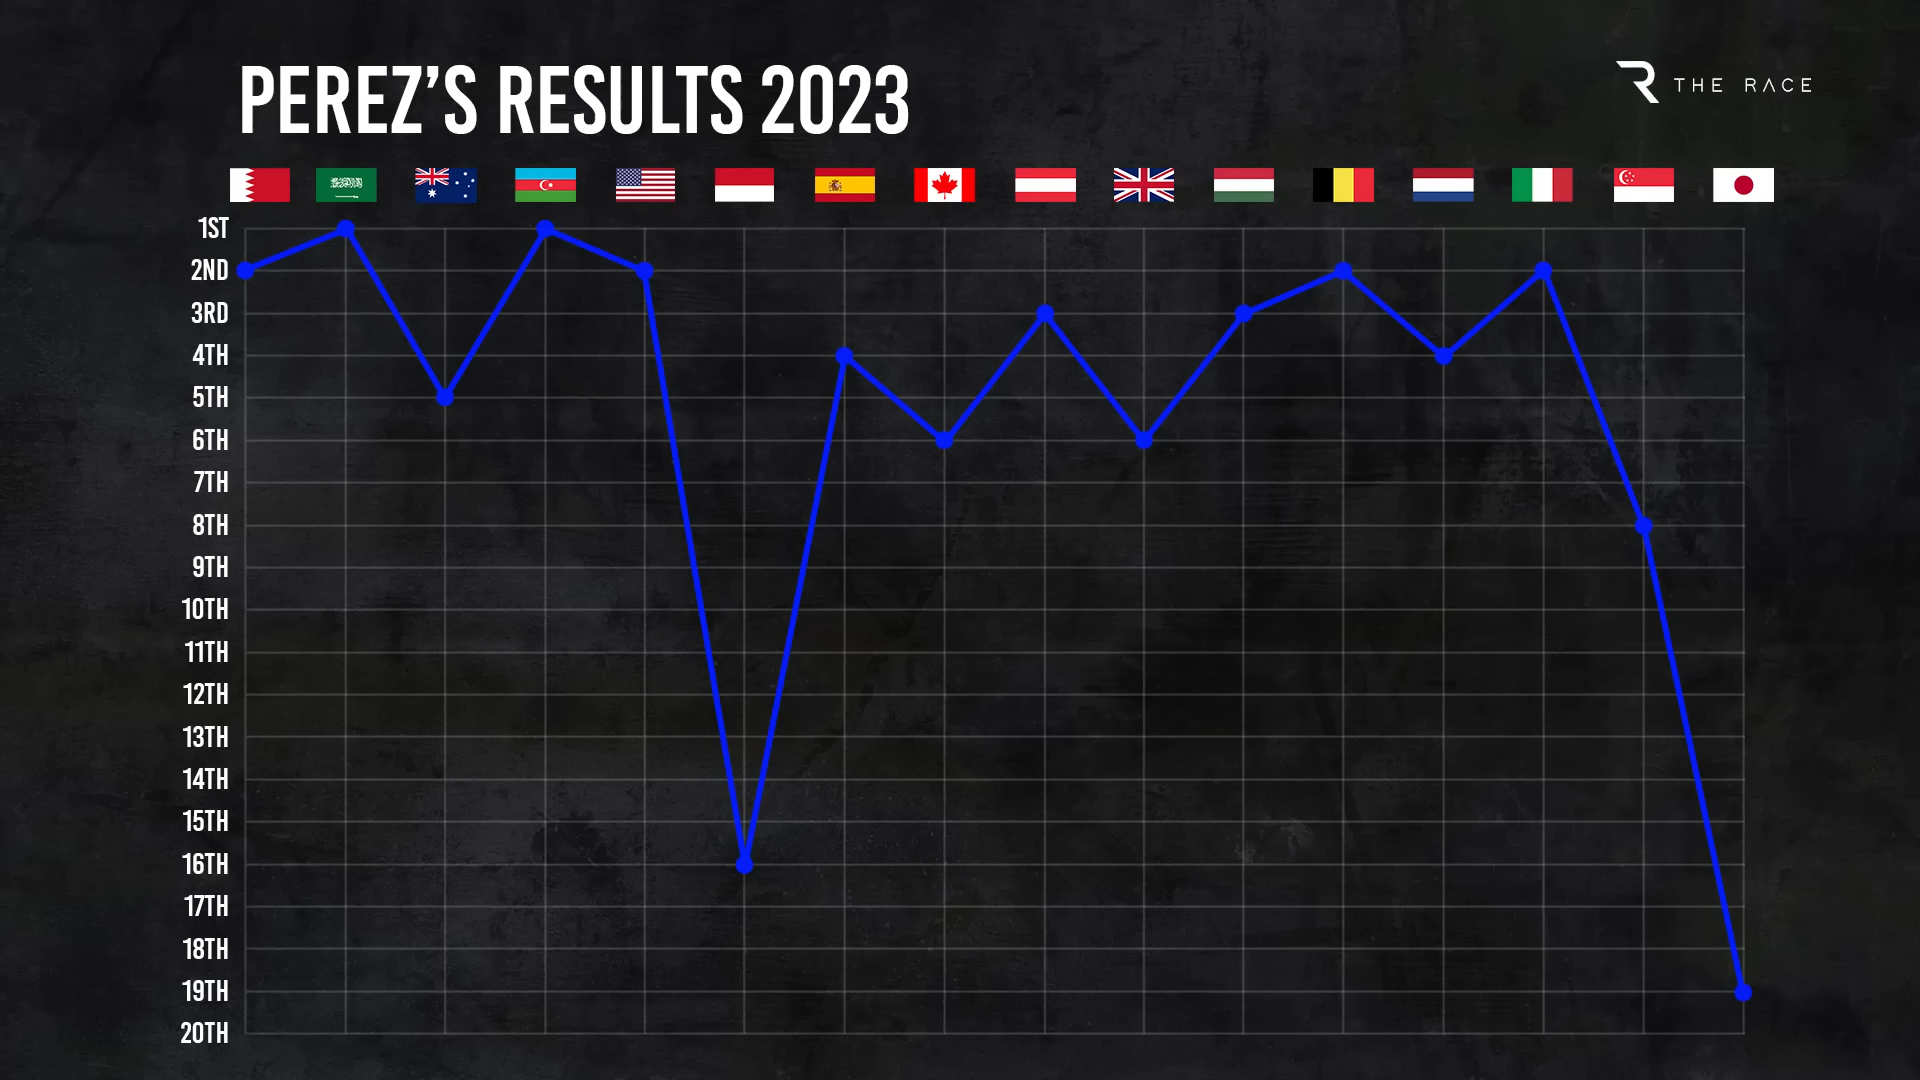 PEREZ'S RESULTS 2023
THE RACE
1ST
2ND
3RD
4TH
5TH
6TH
7TH
8TH
9TH
10TH
11TH
12TH
13TH
14TH
15TH
16TH
17TH
18TH
19TH
20TH